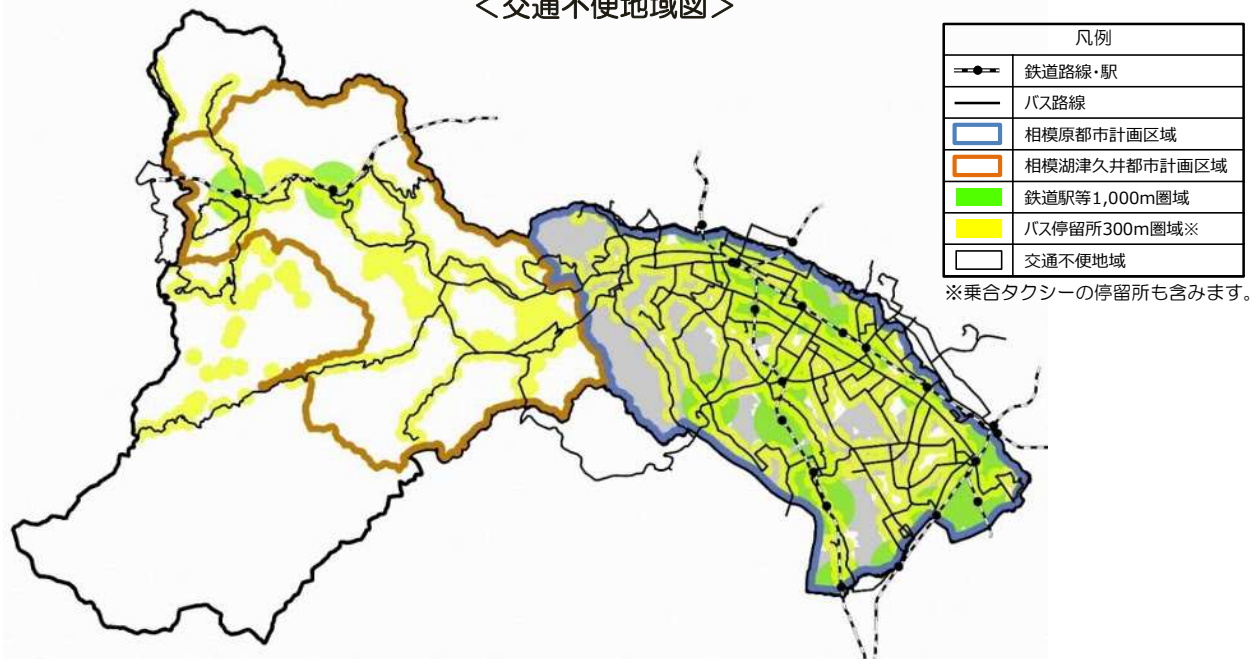 ＜交通不便地域図＞
凡例
鉄道路線・駅
バス路線
相模原都市計画区域
相模湖津久井都市計画区域
鉄道駅等1,000m圏域
バス停留所300m圏域※
交通不便地域
※乗合タクシーの停留所も含みます。